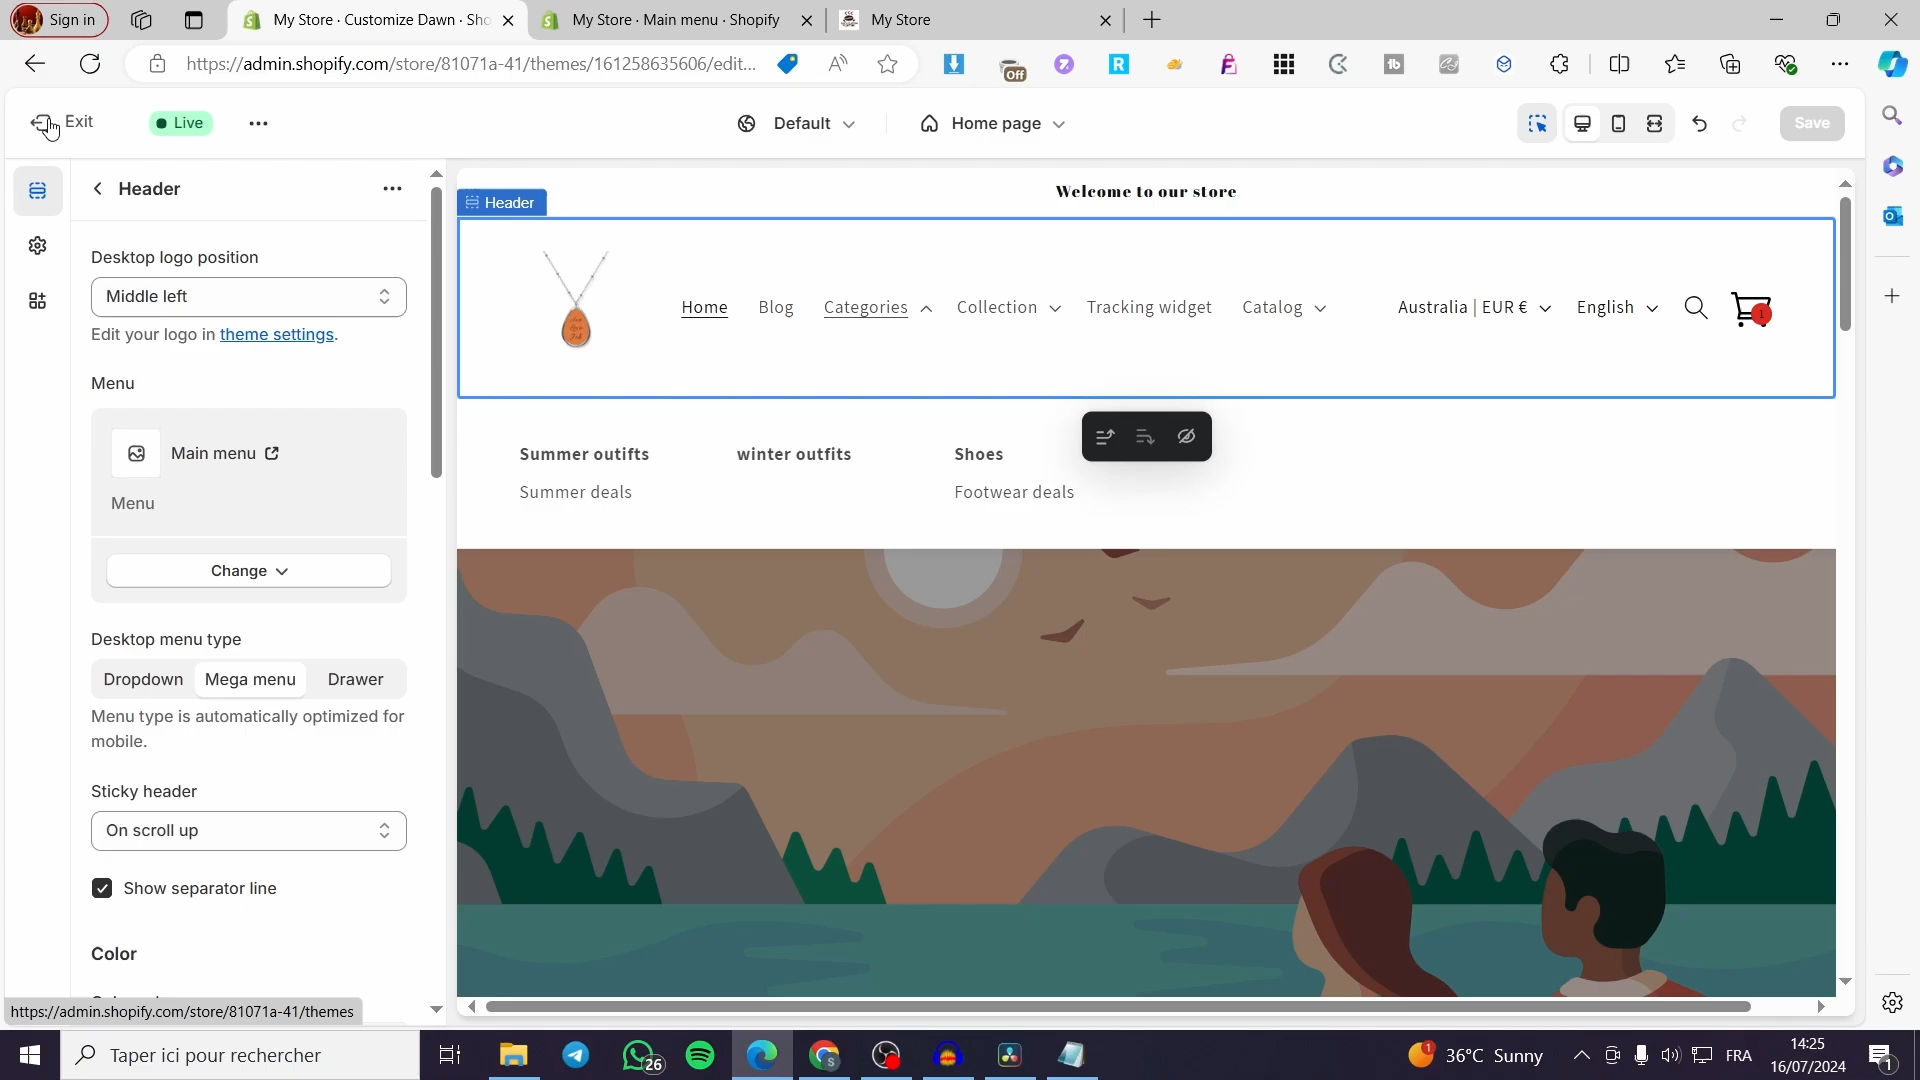 Sign in
My Store · Customize Dawn · Sho
My Store · Main menu · Shopify
My Store
https://admin.shopify.com/store/81071a-41/themes/161258635606/edit...
Off
Exit
Live
Default
Home page
Save
Header
Desktop logo position
Middle left
Edit your logo in theme settings.
Menu
Main menu
Menu
Change
Desktop menu type
Dropdown Mega menu Drawer
Menu type is automatically optimized for
mobile.
Sticky header
On scroll up
Show separator line
Color
https://admin.shopify.com/store/81071a-41/themes
Welcome to our store
Header
Home Blog Categories Collection Tracking widget Catalog
Australia | EUR € English
1
Summer outifts winter outfits Shoes
Summer deals Footwear deals
Taper ici pour rechercher
26
1
36°C Sunny
FRA
14:25
16/07/2024
1